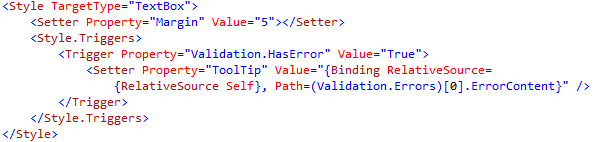 <Style TargetType="TextBox">
    <Setter Property="Margin" Value="5"></Setter>
    <Style.Triggers>
        <Trigger Property="Validation.HasError" Value="True">
            <Setter Property="ToolTip" Value="{Binding RelativeSource=
                {RelativeSource Self}, Path=(Validation.Errors)[0].ErrorContent}" />
        </Trigger>
    </Style.Triggers>
</Style>